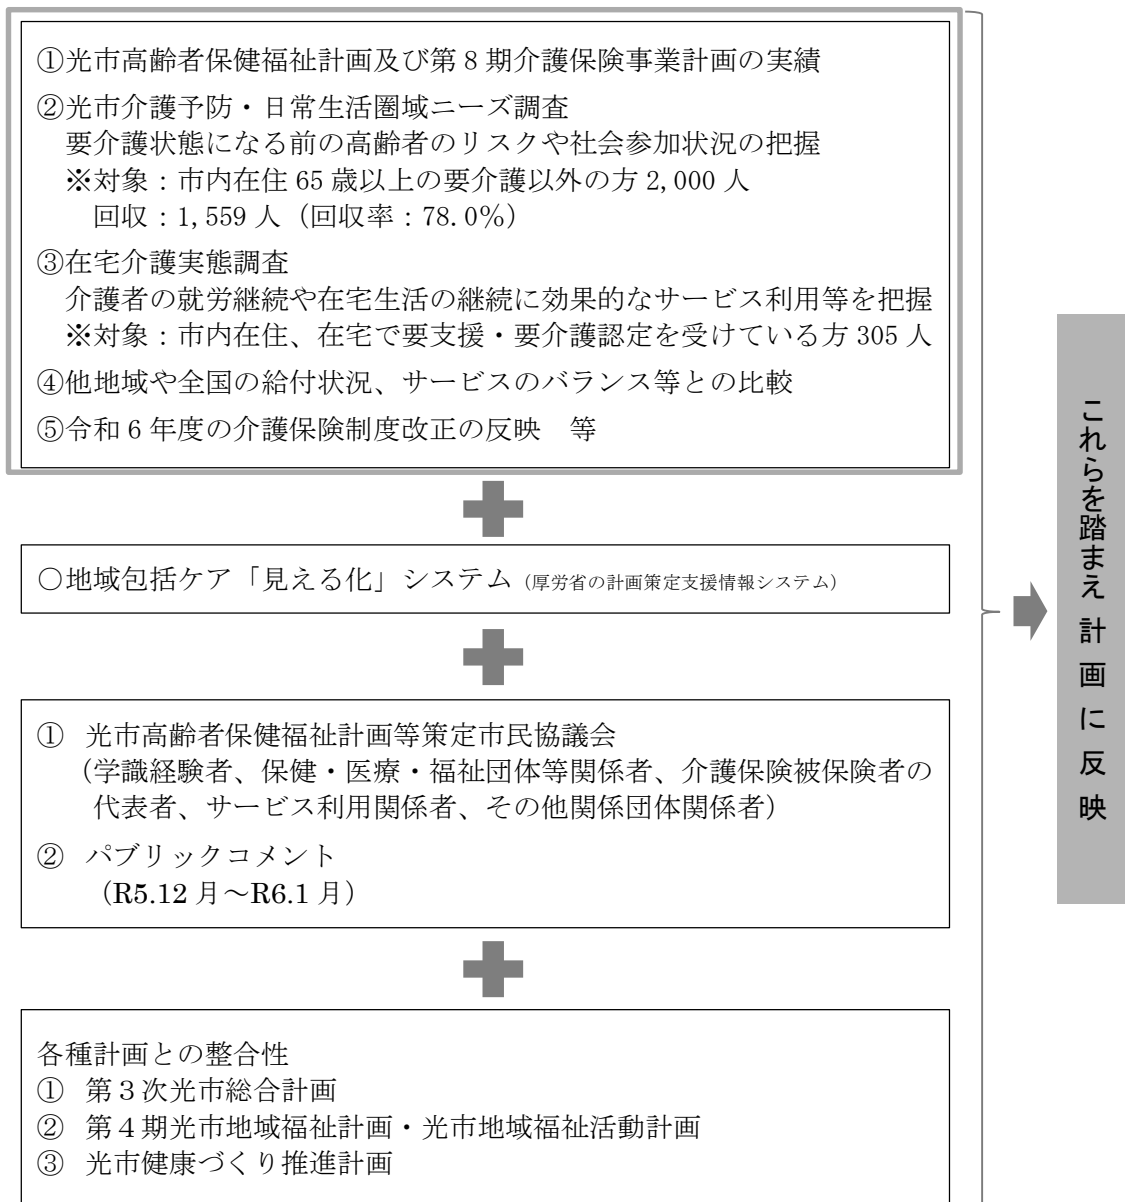 ①光市高齢者保健福祉計画及び第8期介護保険事業計画の実績
②光市介護予防・日常生活圏域ニーズ調査
要介護状態になる前の高齢者のリスクや社会参加状況の把握
※対象：市内在住 65 歳以上の要介護以外の方 2,000 人
回収：1,559 人（回収率：78.0％）
③在宅介護実態調査
介護者の就労継続や在宅生活の継続に効果的なサービス利用等を把握
※対象：市内在住、在宅で要支援・要介護認定を受けている方 305 人
④他地域や全国の給付状況、サービスのバランス等との比較
⑤令和6年度の介護保険制度改正の反映　等
○地域包括ケア「見える化」システム（厚労省の計画策定支援情報システム）
① 光市高齢者保健福祉計画等策定市民協議会
（学識経験者、保健・医療・福祉団体等関係者、介護保険被保険者の
代表者、サービス利用関係者、その他関係団体関係者）
② パブリックコメント
（R5.12 月～R6.1 月）
各種計画との整合性
① 第３次光市総合計画
② 第４期光市地域福祉計画・光市地域福祉活動計画
③ 光市健康づくり推進計画
これらを踏まえ計画に反映